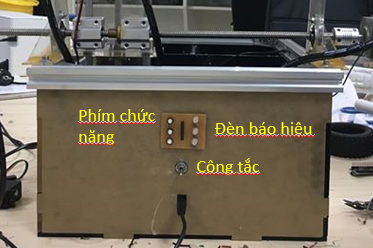 Phím chức
năng
Đèn báo hiệu
Công tắc